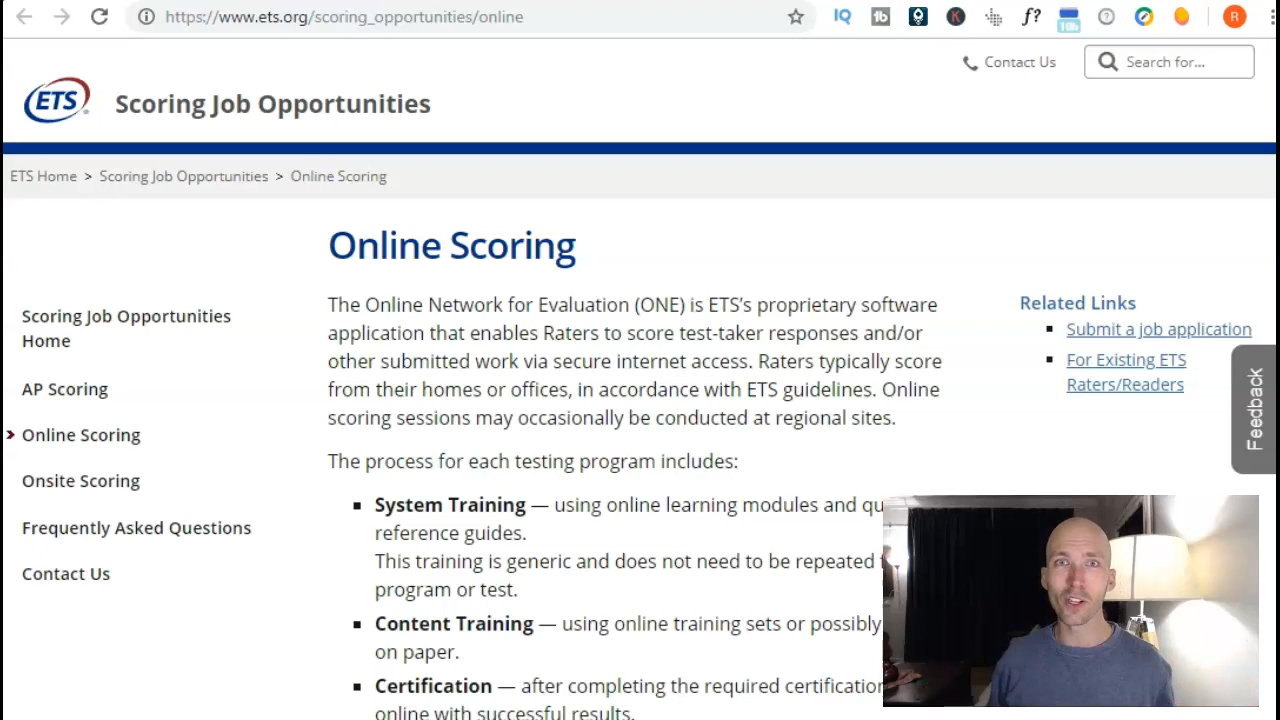 https://www.ets.org/scoring_opportunities/online
IQ
tb
K
f?
10h
?
R
Contact Us
Search for...
ETS
Scoring Job Opportunities
ETS Home > Scoring Job Opportunities > Online Scoring
Online Scoring
Scoring Job Opportunities
Home
AP Scoring
Online Scoring
Onsite Scoring
Frequently Asked Questions
Contact Us
The Online Network for Evaluation (ONE) is ETS's proprietary software
application that enables Raters to score test-taker responses and/or
other submitted work via secure internet access. Raters typically score
from their homes or offices, in accordance with ETS guidelines. Online
scoring sessions may occasionally be conducted at regional sites.
The process for each testing program includes:
System Training — using online learning modules and qu
reference guides.
This training is generic and does not need to be repeated
program or test.
Content Training — using online training sets or possibly
on paper.
Certification — after completing the required certification
online with successful results.
Related Links
Submit a job application
For Existing ETS
Raters/Readers
Feedback